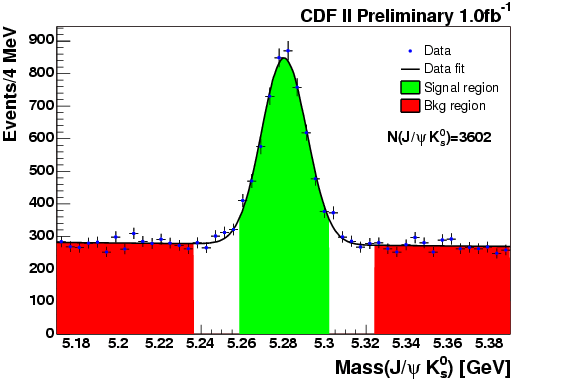 CDF II Preliminary 1.0fb⁻¹
Events/4 MeV
900
800
700
600
500
400
300
200
100
0
Data
Data fit
Signal region
Bkg region
N(J/ψ K⁰ₛ)=3602
5.18 5.2 5.22 5.24 5.26 5.28 5.3 5.32 5.34 5.36 5.38
Mass(J/ψ K⁰ₛ) [GeV]